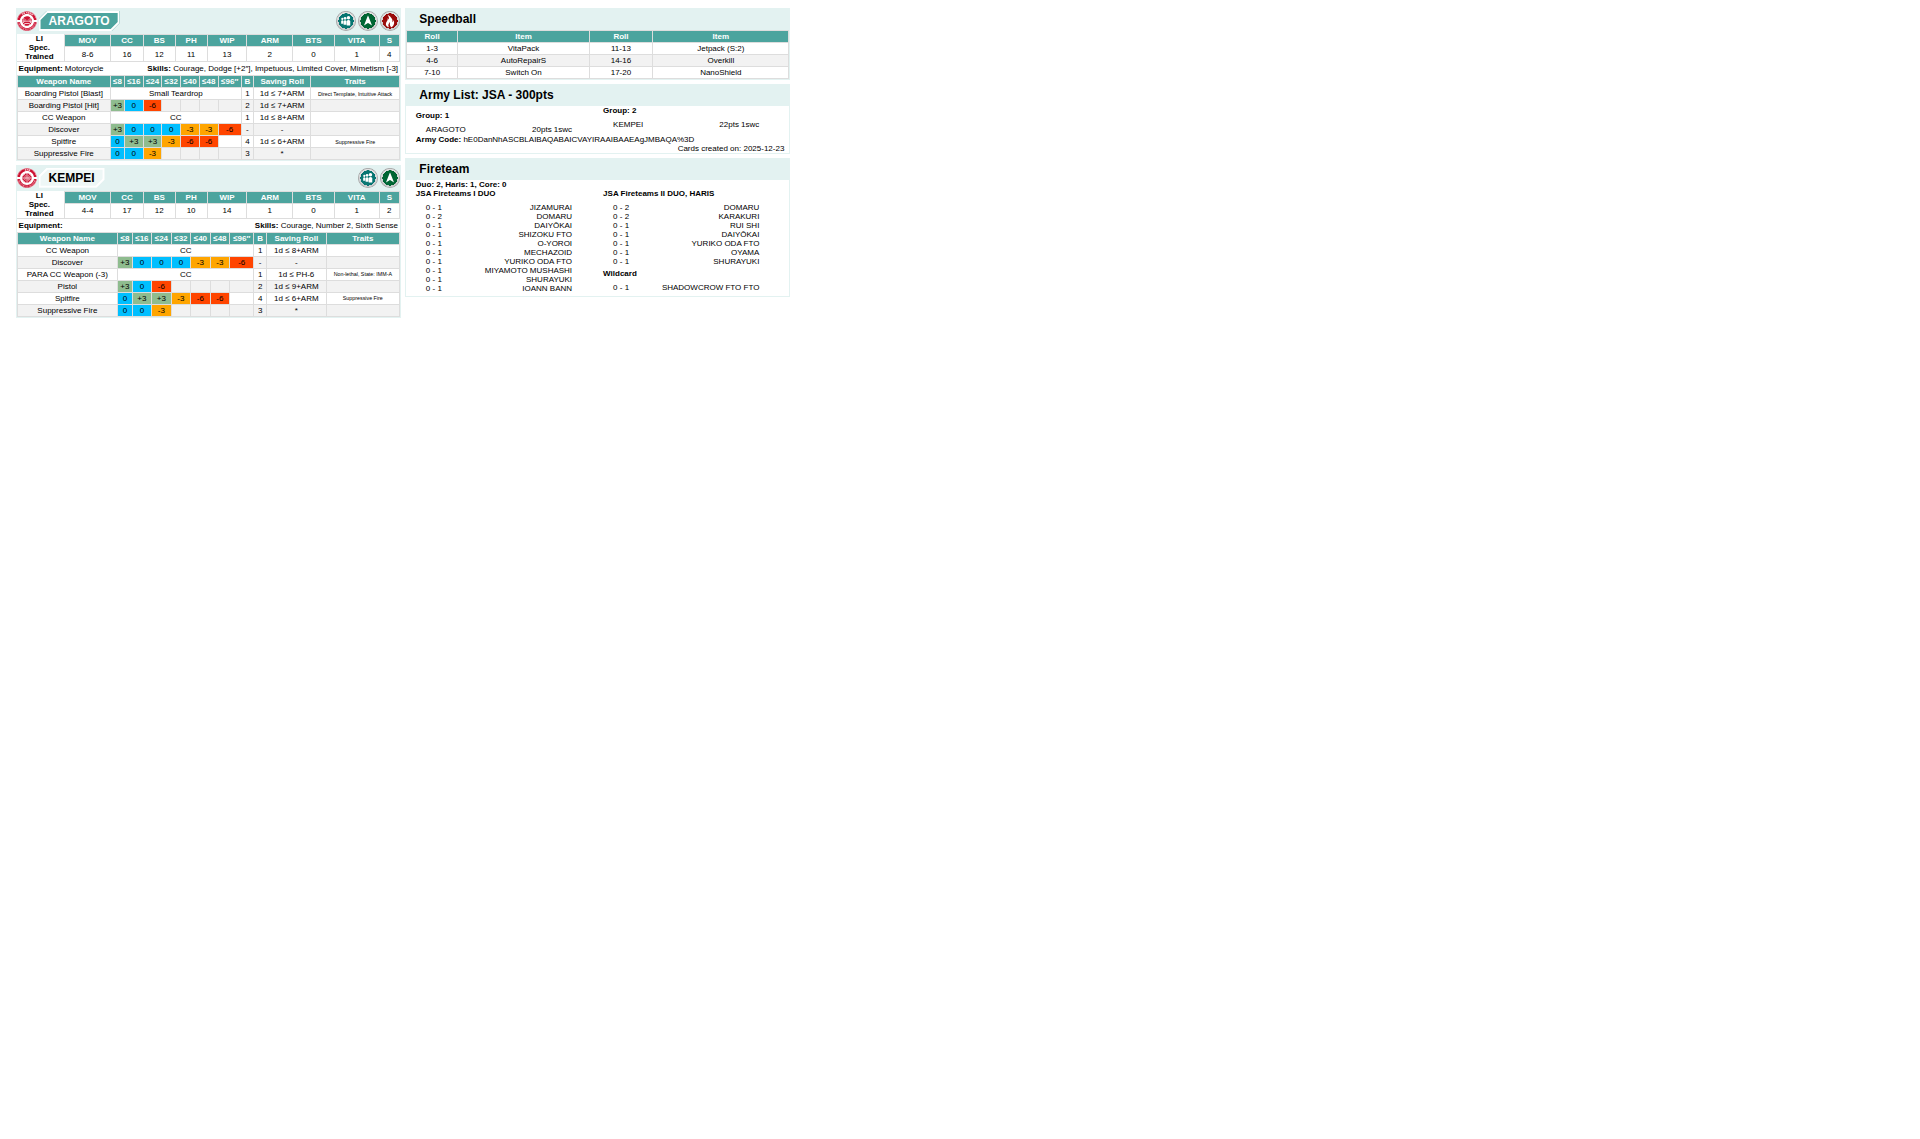 ARAGOTO
LI
Spec.
Trained
MOV CC BS PH WIP ARM BTS VITA S
8-6 16 12 11 13 2 0 1 4
Equipment: Motorcycle Skills: Courage, Dodge [+2"], Impetuous, Limited Cover, Mimetism [-3]
Weapon Name ≤8 ≤16 ≤24 ≤32 ≤40 ≤48 ≤96" B Saving Roll Traits
Boarding Pistol [Blast] Small Teardrop 1 1d ≤ 7+ARM Direct Template, Intuitive Attack
Boarding Pistol [Hit] +3 0 -6 2 1d ≤ 7+ARM
CC Weapon CC 1 1d ≤ 8+ARM
Discover +3 0 0 0 -3 -3 -6 - -
Spitfire 0 +3 +3 -3 -6 -6 4 1d ≤ 6+ARM Suppressive Fire
Suppressive Fire 0 0 -3 3 *
KEMPEI
LI
Spec.
Trained
MOV CC BS PH WIP ARM BTS VITA S
4-4 17 12 10 14 1 0 1 2
Equipment: Skills: Courage, Number 2, Sixth Sense
Weapon Name ≤8 ≤16 ≤24 ≤32 ≤40 ≤48 ≤96" B Saving Roll Traits
CC Weapon CC 1 1d ≤ 8+ARM
Discover +3 0 0 0 -3 -3 -6 - -
PARA CC Weapon (-3) CC 1 1d ≤ PH-6 Non-lethal, State: IMM-A
Pistol +3 0 -6 2 1d ≤ 9+ARM
Spitfire 0 +3 +3 -3 -6 -6 4 1d ≤ 6+ARM Suppressive Fire
Suppressive Fire 0 0 -3 3 *
Speedball
Roll Item Roll Item
1-3 VitaPack 11-13 Jetpack (S:2)
4-6 AutoRepairS 14-16 Overkill
7-10 Switch On 17-20 NanoShield
Army List: JSA - 300pts
Group: 1
ARAGOTO 20pts 1swc
Group: 2
KEMPEI 22pts 1swc
Army Code: hE0DanNhASCBLAIBAQABAICVAYIRAAIBAAEAgJMBAQA%3D
Cards created on: 2025-12-23
Fireteam
Duo: 2, Haris: 1, Core: 0
JSA Fireteams I DUO
0 - 1 JIZAMURAI
0 - 2 DOMARU
0 - 1 DAIYŌKAI
0 - 1 SHIZOKU FTO
0 - 1 O-YOROI
0 - 1 MECHAZOID
0 - 1 YURIKO ODA FTO
0 - 1 MIYAMOTO MUSHASHI
0 - 1 SHURAYUKI
0 - 1 IOANN BANN
JSA Fireteams II DUO, HARIS
0 - 2 DOMARU
0 - 2 KARAKURI
0 - 1 RUI SHI
0 - 1 DAIYŌKAI
0 - 1 YURIKO ODA FTO
0 - 1 OYAMA
0 - 1 SHURAYUKI
Wildcard
0 - 1 SHADOWCROW FTO FTO